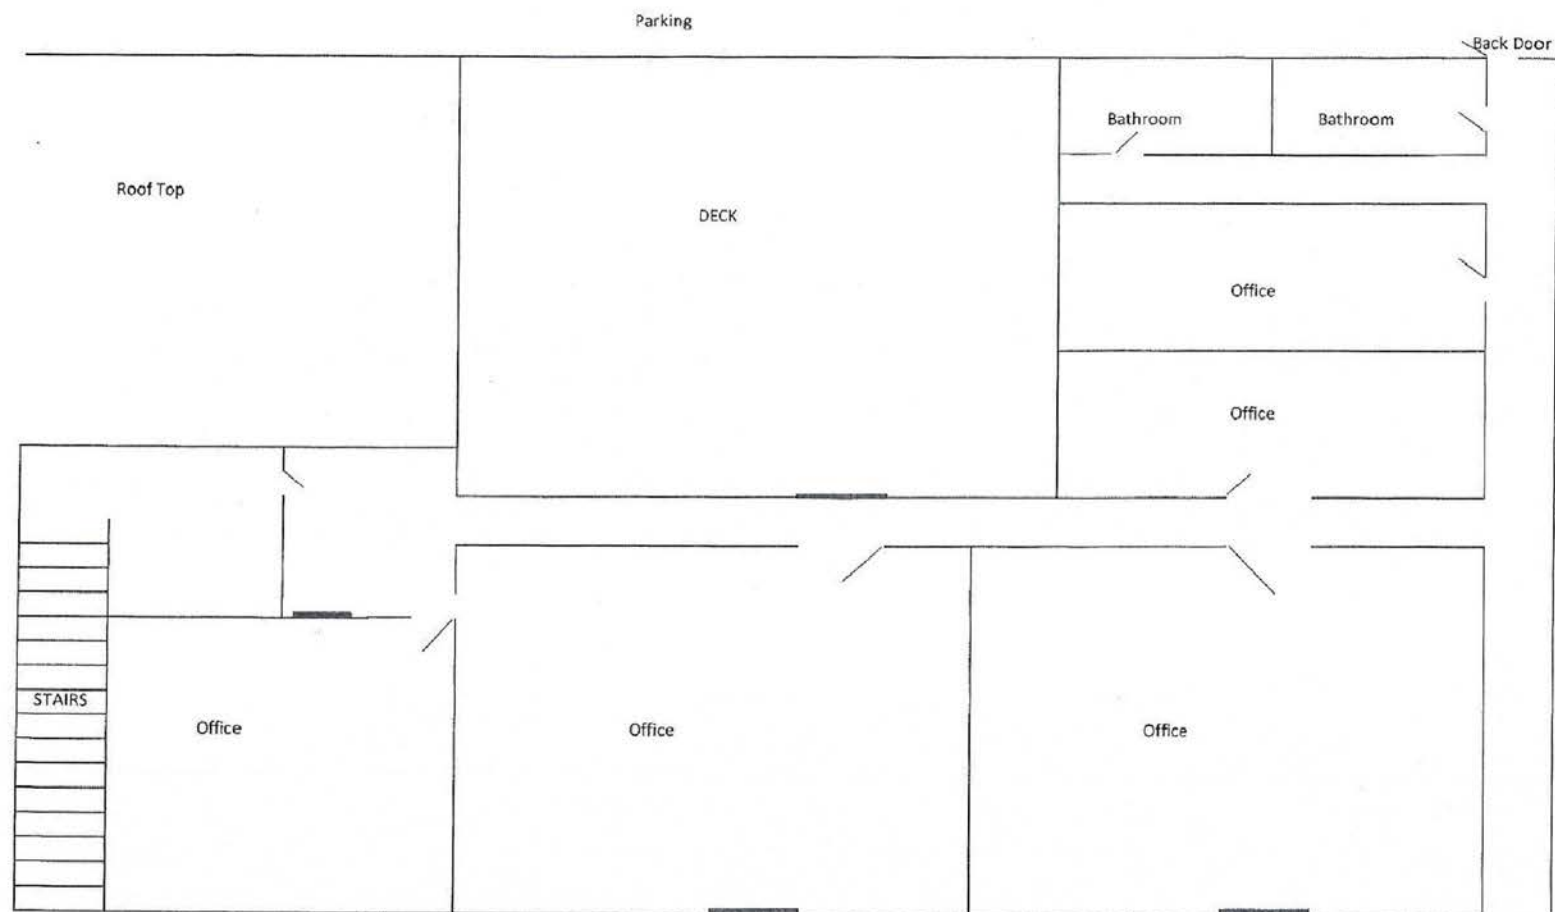 Parking
Back Door
Bathroom
Bathroom
Roof Top
DECK
Office
Office
STAIRS
Office
Office
Office